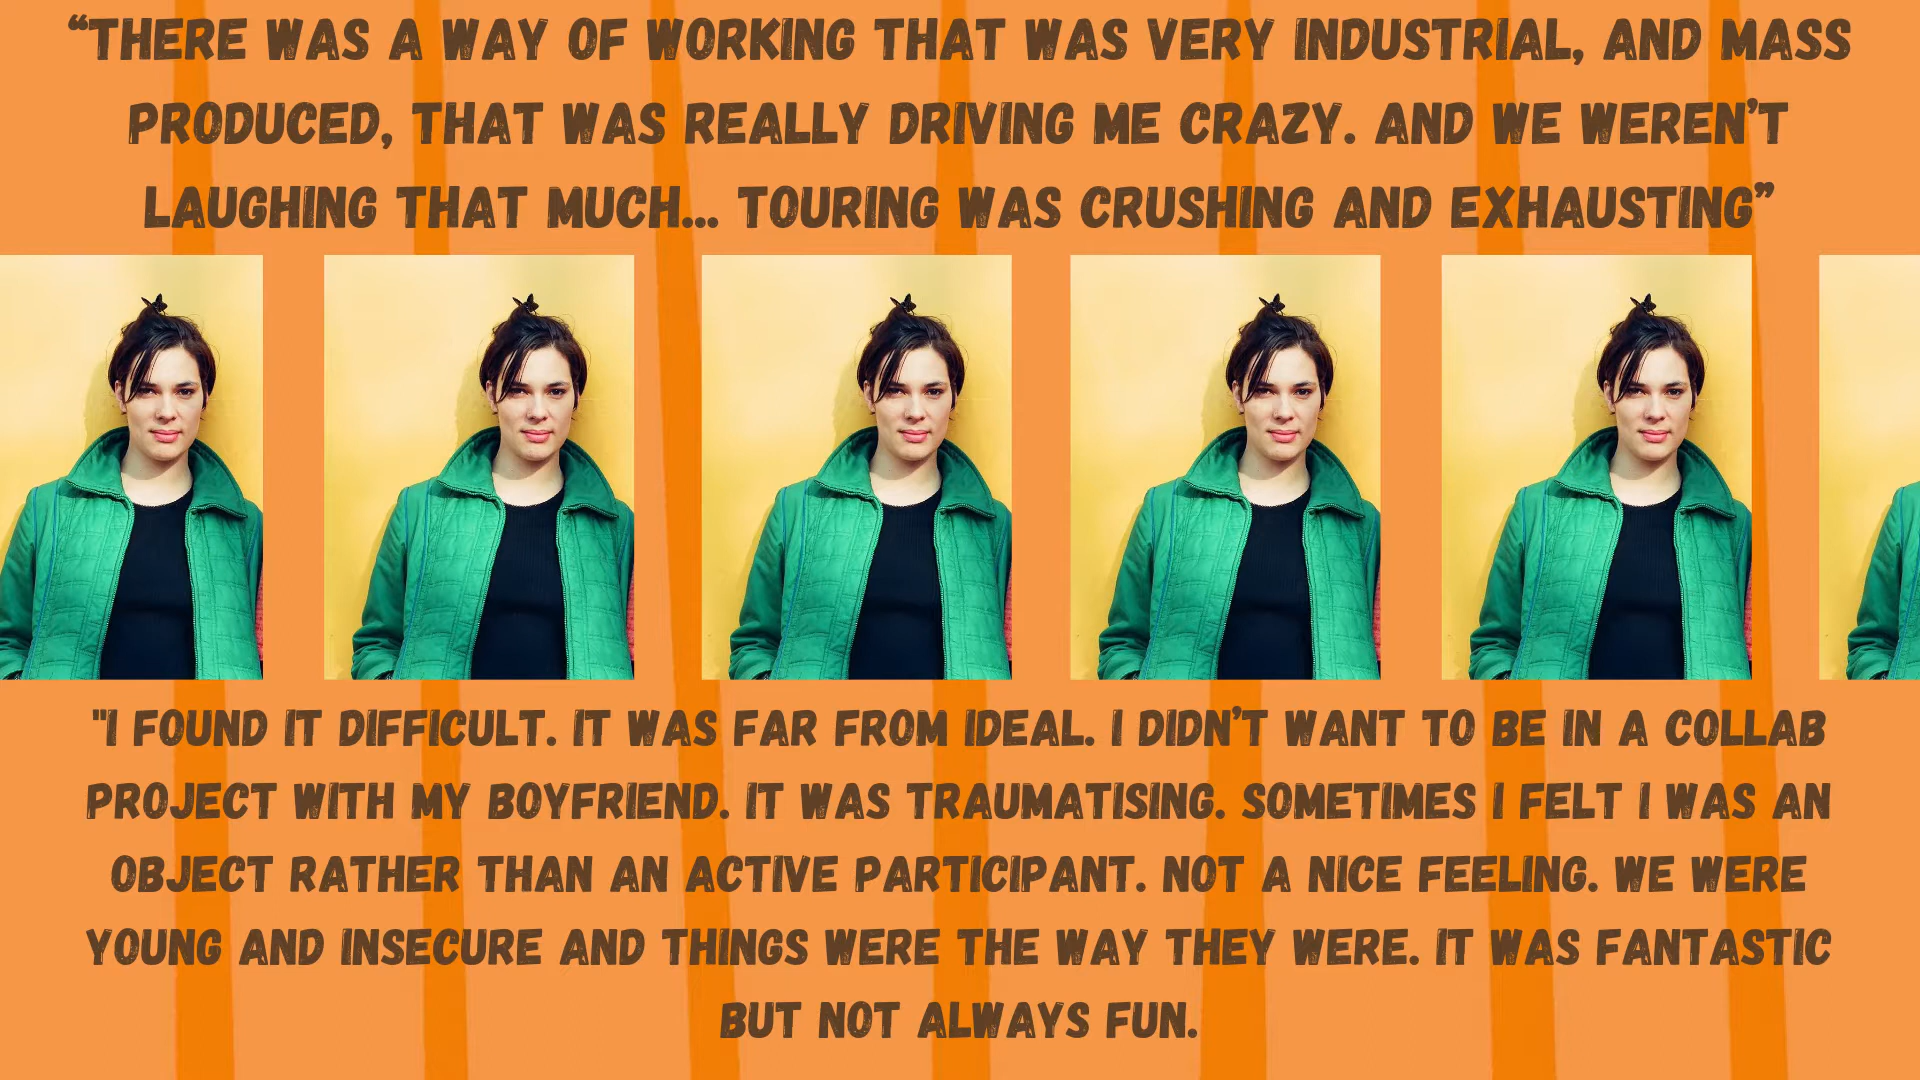 “THERE WAS A WAY OF WORKING THAT WAS VERY INDUSTRIAL, AND MASS
PRODUCED, THAT WAS REALLY DRIVING ME CRAZY. AND WE WEREN’T
LAUGHING THAT MUCH... TOURING WAS CRUSHING AND EXHAUSTING”
"I FOUND IT DIFFICULT. IT WAS FAR FROM IDEAL. I DIDN’T WANT TO BE IN A COLLAB
PROJECT WITH MY BOYFRIEND. IT WAS TRAUMATISING. SOMETIMES I FELT I WAS AN
OBJECT RATHER THAN AN ACTIVE PARTICIPANT. NOT A NICE FEELING. WE WERE
YOUNG AND INSECURE AND THINGS WERE THE WAY THEY WERE. IT WAS FANTASTIC
BUT NOT ALWAYS FUN.